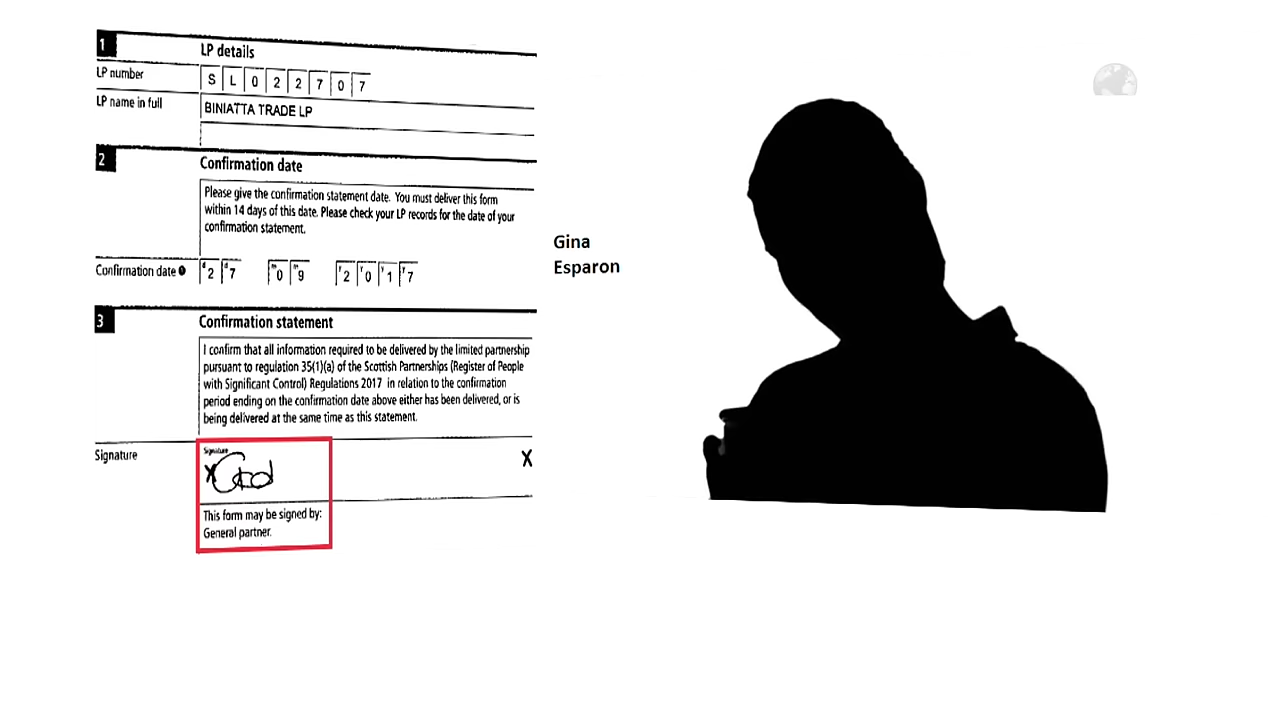 1
LP details
LP number
S L 0 2 2 7 0 7
LP name in full
BINIATTA TRADE LP
2
Confirmation date
Please give the confirmation statement date. You must deliver this form
within 14 days of this date. Please check your LP records for the date of your
confirmation statement.
Confirmation date
d 2 d 7 m 0 m 9 y 2 y 0 y 1 y 7
3
Confirmation statement
I confirm that all information required to be delivered by the limited partnership
pursuant to regulation 35(1)(a) of the Scottish Partnerships (Register of People
with Significant Control) Regulations 2017 in relation to the confirmation
period ending on the confirmation date above either has been delivered, or is
being delivered at the same time as this statement.
Signature
Signature
X
X
This form may be signed by:
General partner.
Gina
Esparon